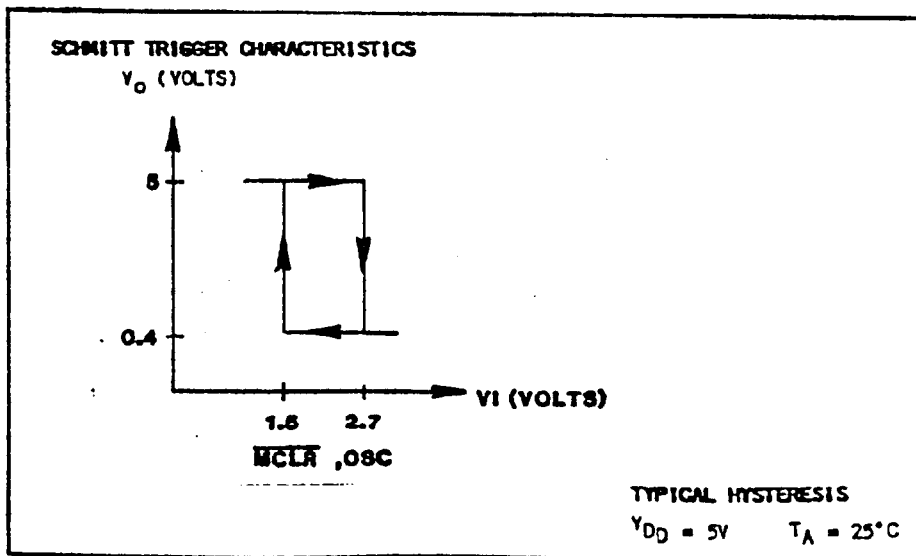 SCHMITT TRIGGER CHARACTERISTICS
VO (VOLTS)
5
0.4
VI (VOLTS)
1.5 2.7
MCLR ,OSC
TYPICAL HYSTERESIS
VDD = 5V TA = 25°C